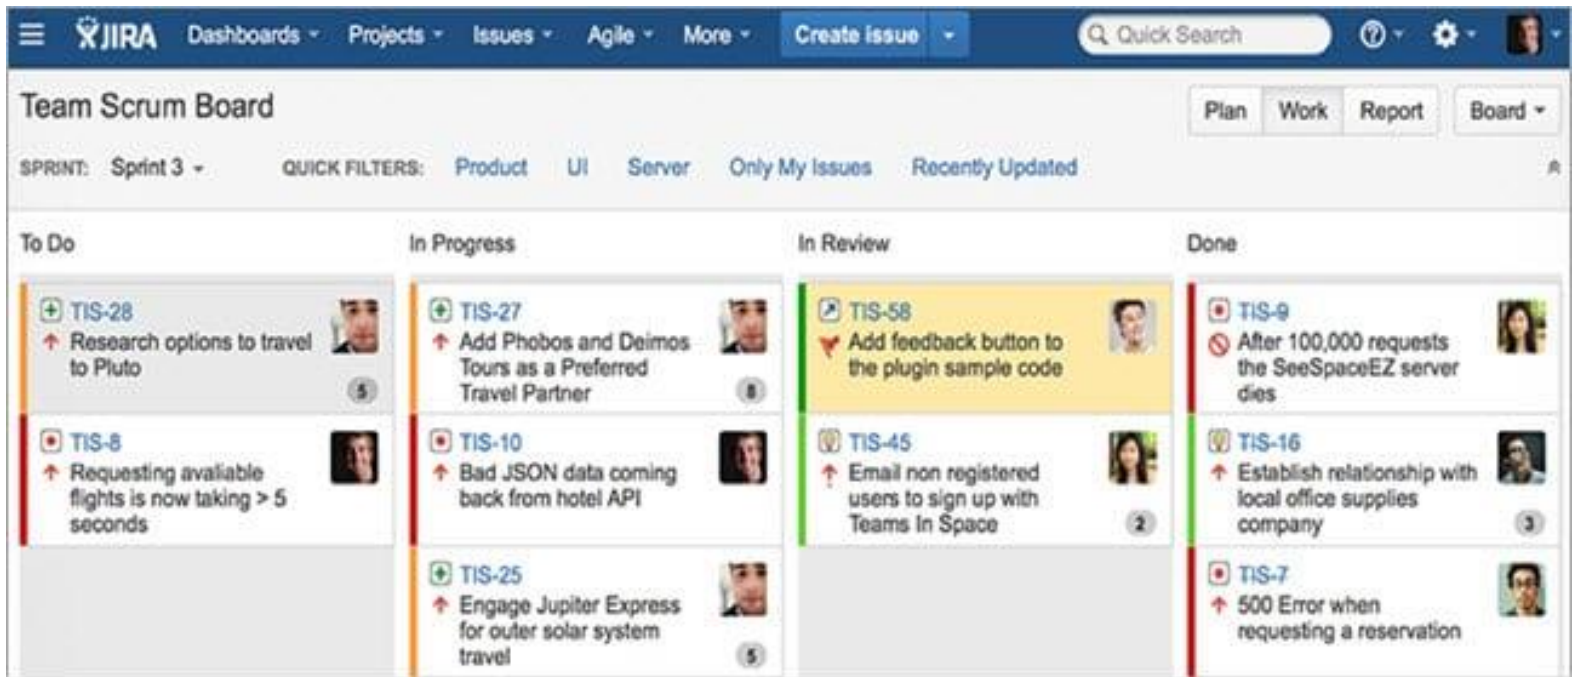 JIRA Dashboards Projects Issues Agile More Create issue Quick Search
Team Scrum Board
Plan Work Report Board
SPRINT: Sprint 3 QUICK FILTERS: Product UI Server Only My Issues Recently Updated
To Do
TIS-28
Research options to travel
to Pluto
5
TIS-8
Requesting avaliable
flights is now taking > 5
seconds
In Progress
TIS-27
Add Phobos and Deimos
Tours as a Preferred
Travel Partner
8
TIS-10
Bad JSON data coming
back from hotel API
TIS-25
Engage Jupiter Express
for outer solar system
travel
5
In Review
TIS-58
Add feedback button to
the plugin sample code
TIS-45
Email non registered
users to sign up with
Teams In Space
2
Done
TIS-9
After 100,000 requests
the SeeSpaceEZ server
dies
TIS-16
Establish relationship with
local office supplies
company
3
TIS-7
500 Error when
requesting a reservation